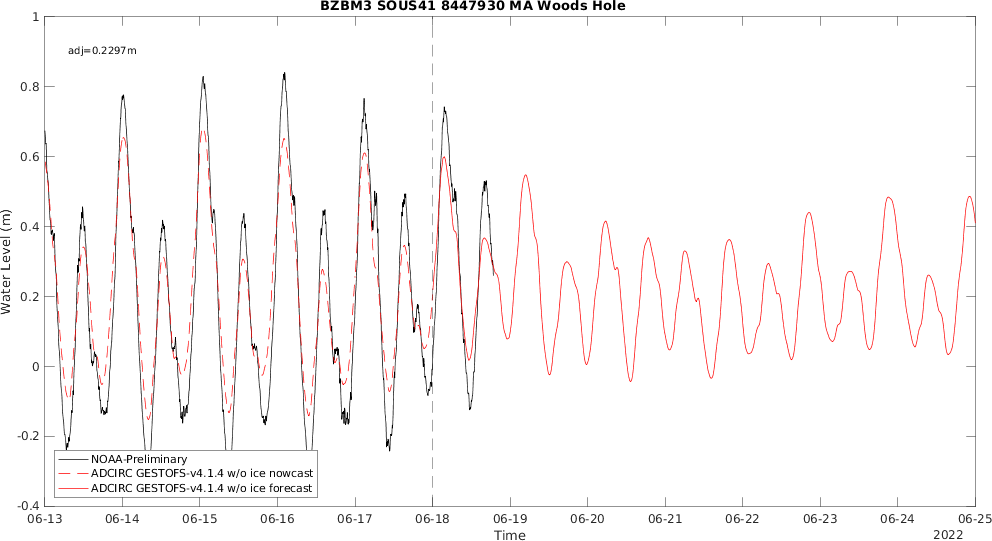 BZBM3 SOUS41 8447930 MA Woods Hole
adj=0.2297m
1
0.8
0.6
0.4
0.2
0
-0.2
-0.4
Water Level (m)
NOAA-Preliminary
ADCIRC GESTOFS-v4.1.4 w/o ice nowcast
ADCIRC GESTOFS-v4.1.4 w/o ice forecast
06-13 06-14 06-15 06-16 06-17 06-18 06-19 06-20 06-21 06-22 06-23 06-24 06-25
Time
2022